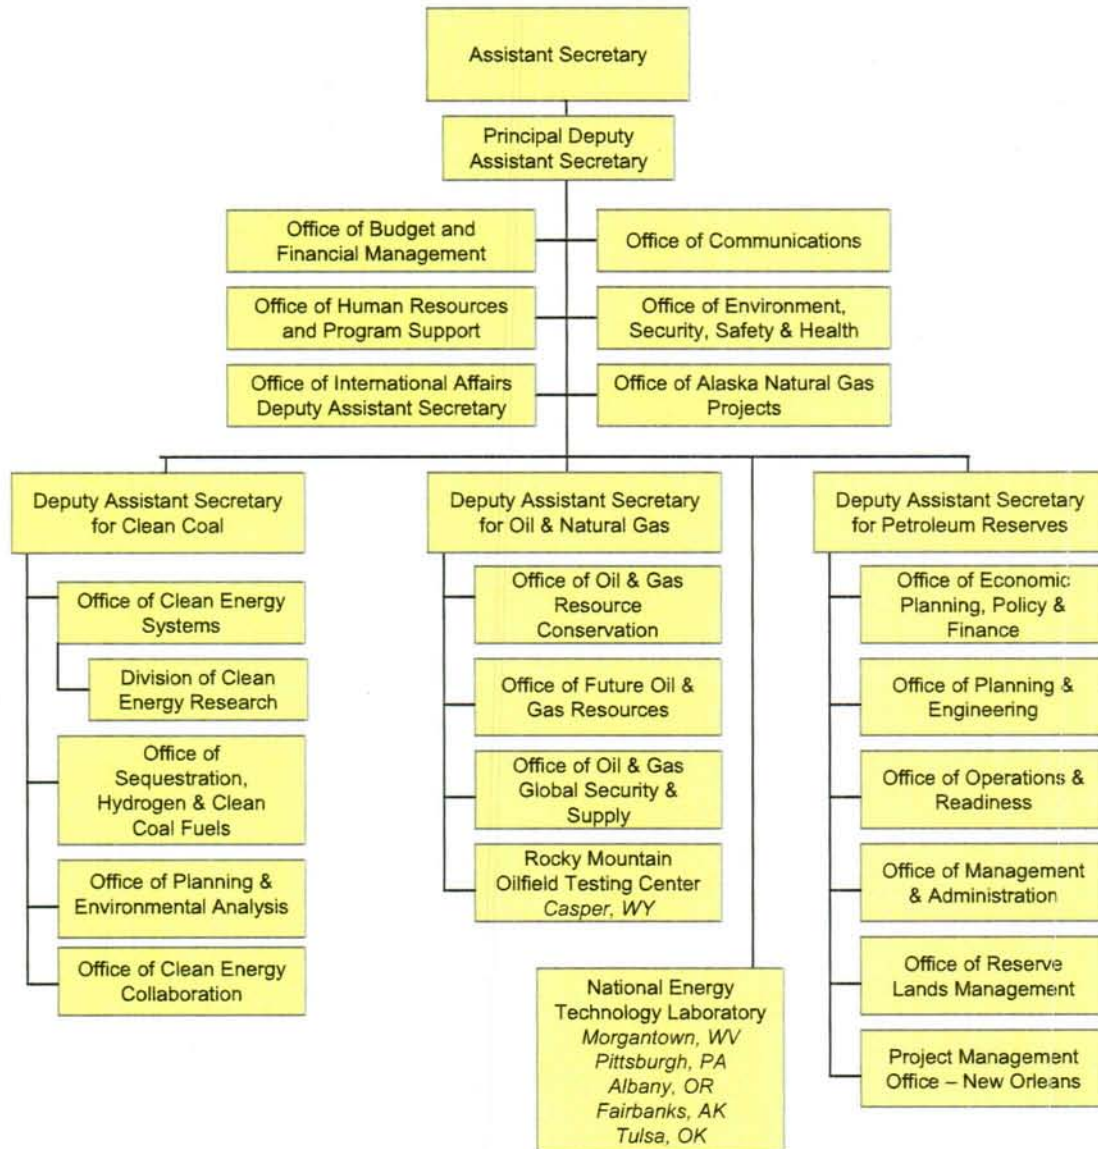 Assistant Secretary
Principal Deputy
Assistant Secretary
Office of Budget and
Financial Management
Office of Communications
Office of Human Resources
and Program Support
Office of Environment,
Security, Safety & Health
Office of International Affairs
Deputy Assistant Secretary
Office of Alaska Natural Gas
Projects
Deputy Assistant Secretary
for Clean Coal
Office of Clean Energy
Systems
Division of Clean
Energy Research
Office of
Sequestration,
Hydrogen & Clean
Coal Fuels
Office of Planning &
Environmental Analysis
Office of Clean Energy
Collaboration
Deputy Assistant Secretary
for Oil & Natural Gas
Office of Oil & Gas
Resource
Conservation
Office of Future Oil &
Gas Resources
Office of Oil & Gas
Global Security &
Supply
Rocky Mountain
Oilfield Testing Center
Casper, WY
National Energy
Technology Laboratory
Morgantown, WV
Pittsburgh, PA
Albany, OR
Fairbanks, AK
Tulsa, OK
Deputy Assistant Secretary
for Petroleum Reserves
Office of Economic
Planning, Policy &
Finance
Office of Planning &
Engineering
Office of Operations &
Readiness
Office of Management
& Administration
Office of Reserve
Lands Management
Project Management
Office – New Orleans